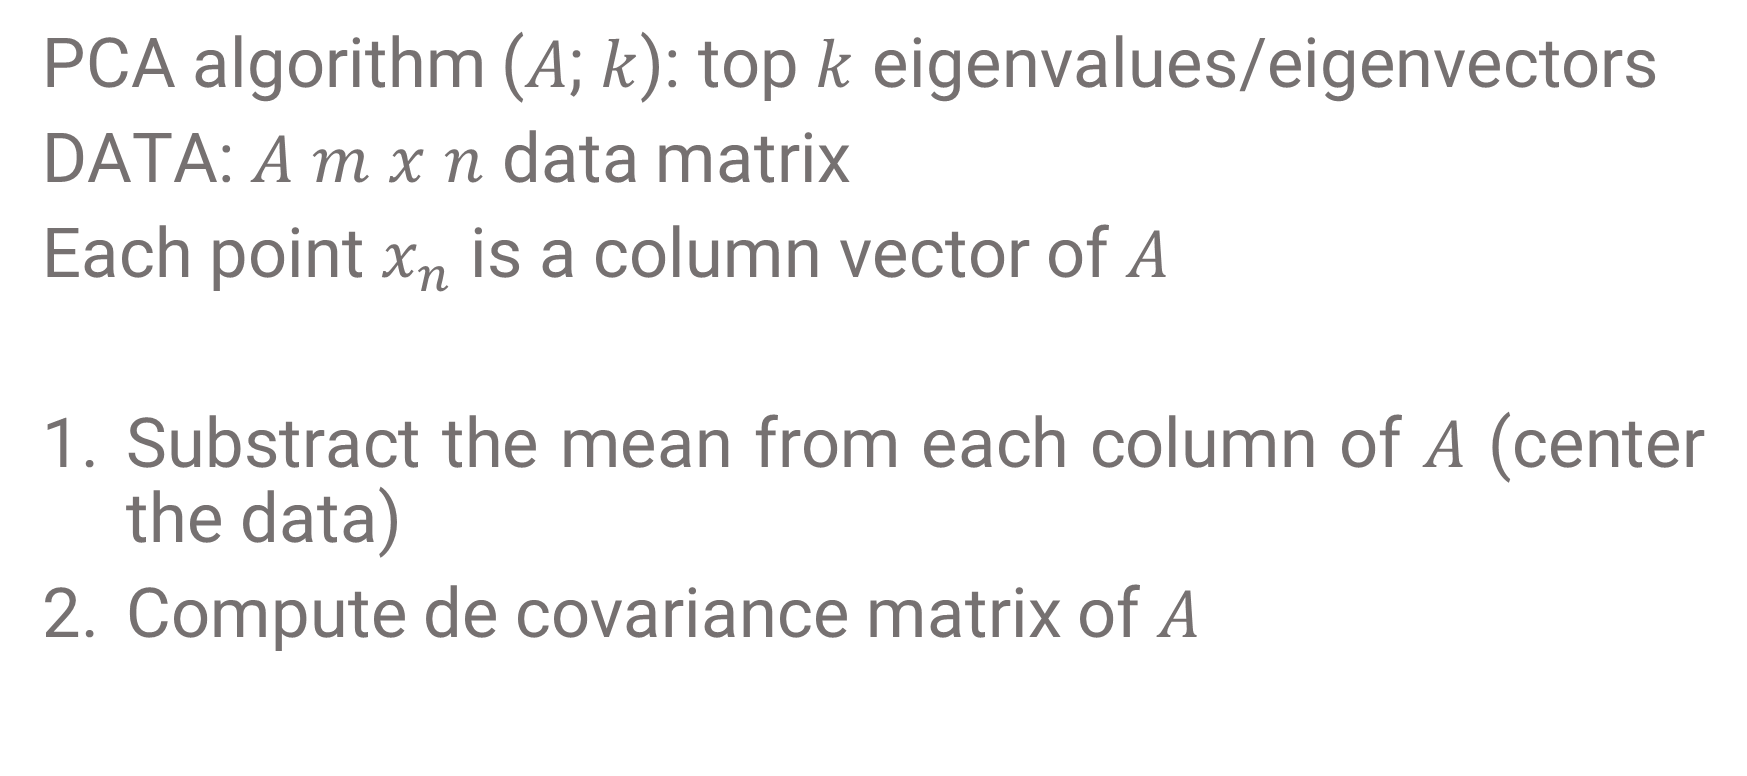 PCA algorithm (A; k): top k eigenvalues/eigenvectors
DATA: A m x n data matrix
Each point xₙ is a column vector of A
1. Substract the mean from each column of A (center
the data)
2. Compute de covariance matrix of A